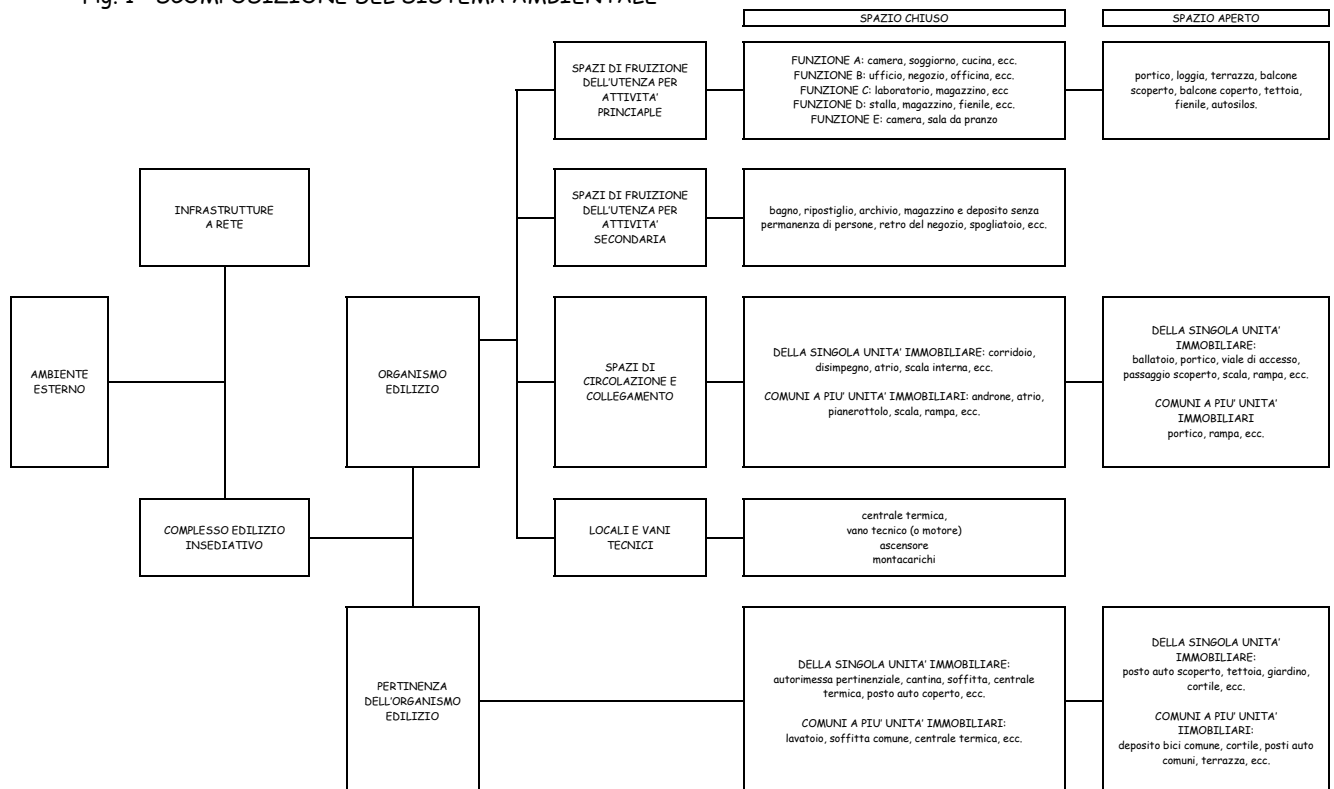 Fig. 1 - SCOMPOSIZIONE DEL SISTEMA AMBIENTALE
SPAZIO CHIUSO
SPAZIO APERTO
SPAZI DI FRUIZIONE
DELL'UTENZA PER
ATTIVITA'
PRINCIAPLE
FUNZIONE A: camera, soggiorno, cucina, ecc.
FUNZIONE B: ufficio, negozio, officina, ecc.
FUNZIONE C: laboratorio, magazzino, ecc
FUNZIONE D: stalla, magazzino, fienile, ecc.
FUNZIONE E: camera, sala da pranzo
portico, loggia, terrazza, balcone
scoperto, balcone coperto, tettoia,
fienile, autosilos.
INFRASTRUTTURE
A RETE
SPAZI DI FRUIZIONE
DELL'UTENZA PER
ATTIVITA'
SECONDARIA
bagno, ripostiglio, archivio, magazzino e deposito senza
permanenza di persone, retro del negozio, spogliatoio, ecc.
AMBIENTE
ESTERNO
ORGANISMO
EDILIZIO
SPAZI DI
CIRCOLAZIONE E
COLLEGAMENTO
DELLA SINGOLA UNITA' IMMOBILIARE: corridoio,
disimpegno, atrio, scala interna, ecc.
COMUNI A PIU' UNITA' IMMOBILIARI: androne, atrio,
pianerottolo, scala, rampa, ecc.
DELLA SINGOLA UNITA'
IMMOBILIARE:
ballatoio, portico, viale di accesso,
passaggio scoperto, scala, rampa, ecc.
COMUNI A PIU' UNITA'
IMMOBILIARI
portico, rampa, ecc.
COMPLESSO EDILIZIO
INSEDIATIVO
LOCALI E VANI
TECNICI
centrale termica,
vano tecnico (o motore)
ascensore
montacarichi
PERTINENZA
DELL'ORGANISMO
EDILIZIO
DELLA SINGOLA UNITA' IMMOBILIARE:
autorimessa pertinenziale, cantina, soffitta, centrale
termica, posto auto coperto, ecc.
COMUNI A PIU' UNITA' IMMOBILIARI:
lavatoio, soffitta comune, centrale termica, ecc.
DELLA SINGOLA UNITA'
IMMOBILIARE:
posto auto scoperto, tettoia, giardino,
cortile, ecc.
COMUNI A PIU' UNITA'
IIMOBILIARI:
deposito bici comune, cortile, posti auto
comuni, terrazza, ecc.